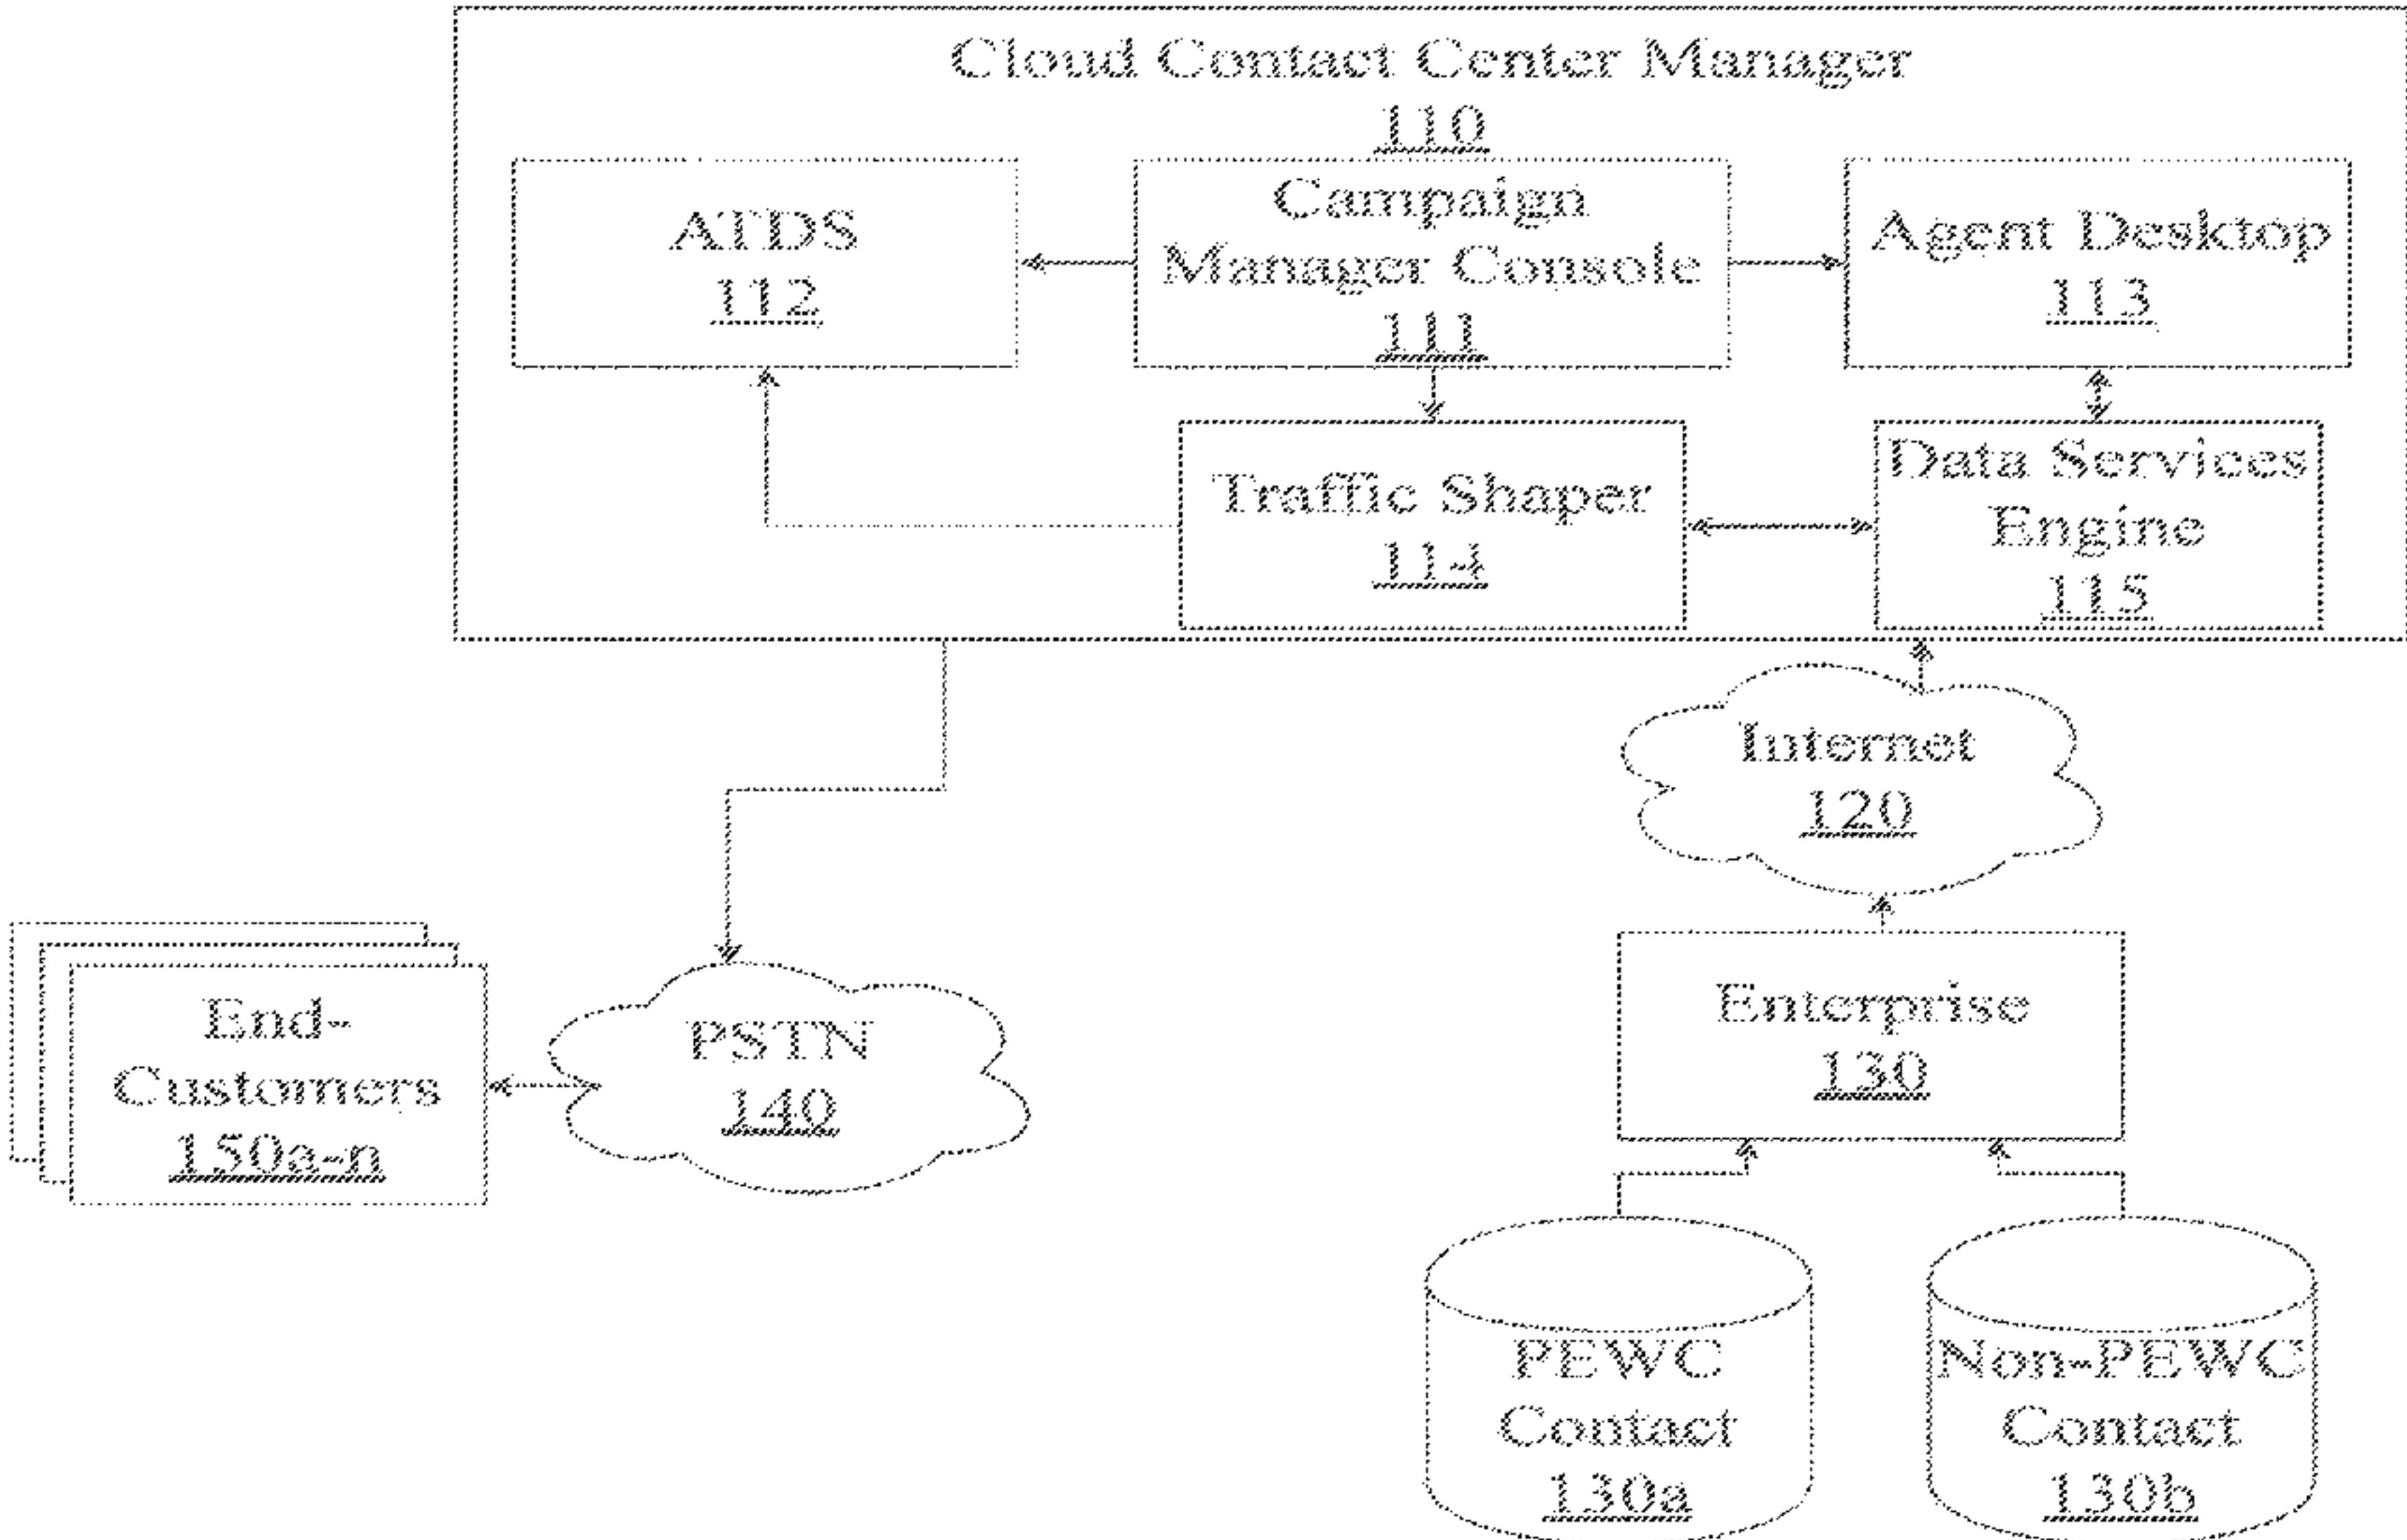 Cloud Contact Center Manager
110
ATDS
112
Campaign
Manager Console
111
Agent Desktop
113
Traffic Shaper
114
Data Services
Engine
115
Internet
120
End-
Customers
150a-n
PSTN
140
Enterprise
130
PEWC
Contact
130a
Non-PEWC
Contact
130b